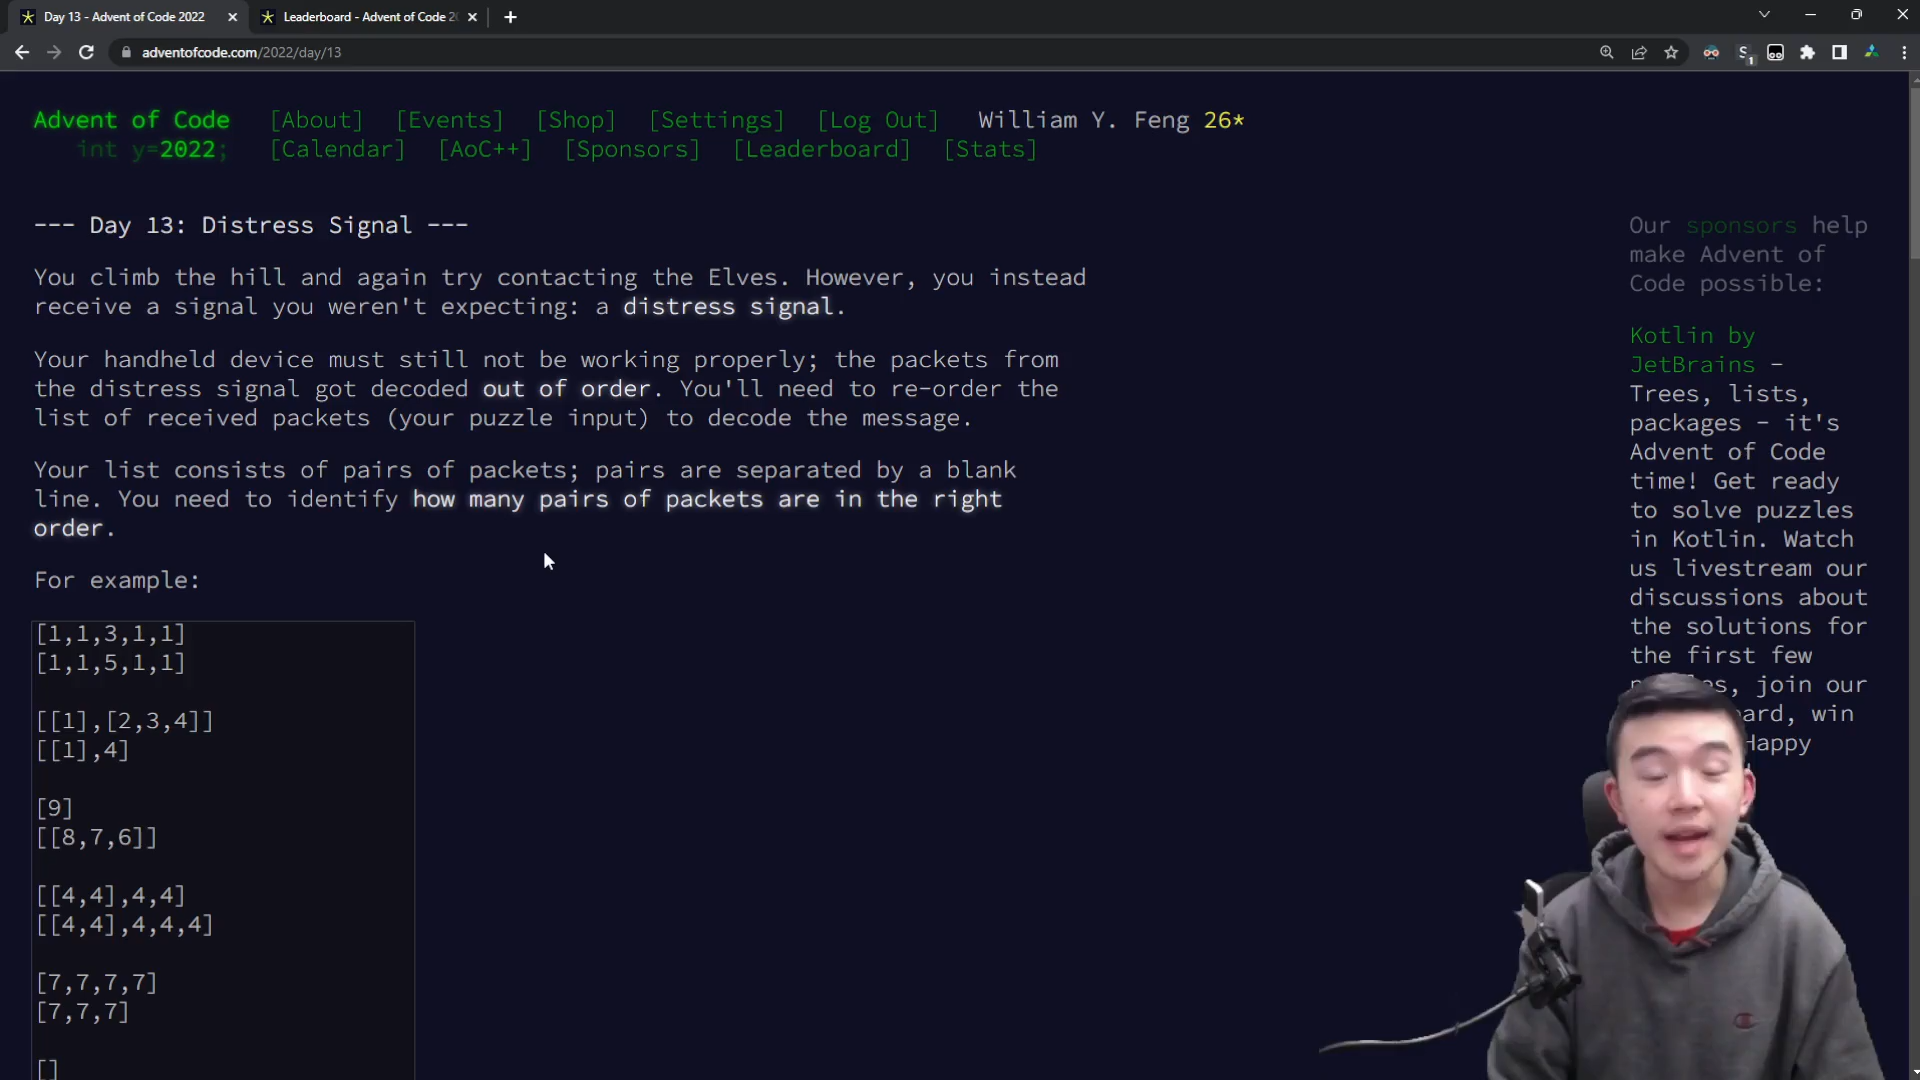 Day 13 - Advent of Code 2022
Leaderboard - Advent of Code 20
adventofcode.com/2022/day/13
Advent of Code [About] [Events] [Shop] [Settings] [Log Out] William Y. Feng 26*
int y=2022; [Calendar] [AoC++] [Sponsors] [Leaderboard] [Stats]
--- Day 13: Distress Signal ---
You climb the hill and again try contacting the Elves. However, you instead
receive a signal you weren't expecting: a distress signal.
Your handheld device must still not be working properly; the packets from
the distress signal got decoded out of order. You'll need to re-order the
list of received packets (your puzzle input) to decode the message.
Your list consists of pairs of packets; pairs are separated by a blank
line. You need to identify how many pairs of packets are in the right
order.
For example:
[1,1,3,1,1]
[1,1,5,1,1]
[[1],[2,3,4]]
[[1],4]
[9]
[[8,7,6]]
[[4,4],4,4]
[[4,4],4,4,4]
[7,7,7,7]
[7,7,7]
[]
Our sponsors help
make Advent of
Code possible:
Kotlin by
JetBrains -
Trees, lists,
packages - it's
Advent of Code
time! Get ready
to solve puzzles
in Kotlin. Watch
us livestream our
discussions about
the solutions for
the first few
join our
win
Happy